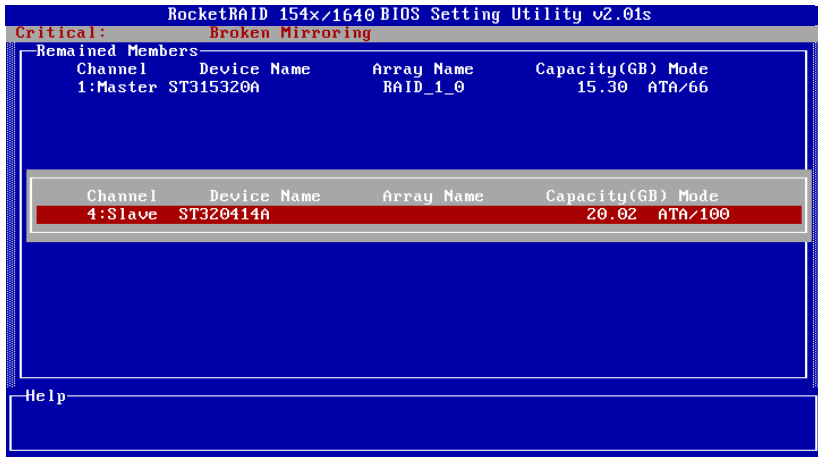 RocketRAID 154x/1640 BIOS Setting Utility v2.01s
Critical: Broken Mirroring
Remained Members
Channel Device Name Array Name Capacity(GB) Mode
1:Master ST315320A RAID_1_0 15.30 ATA/66
Channel Device Name Array Name Capacity(GB) Mode
4:Slave ST320414A 20.02 ATA/100
Help